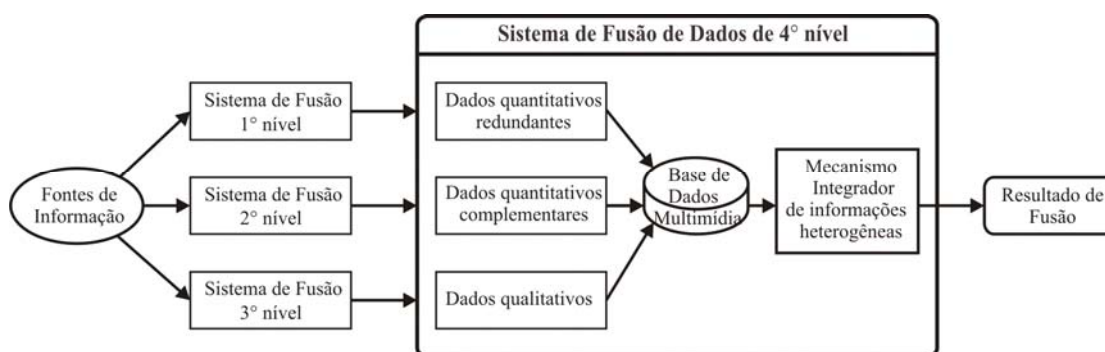 Sistema de Fusão de Dados de 4° nível
Fontes de
Informação
Sistema de Fusão
1° nível
Sistema de Fusão
2° nível
Sistema de Fusão
3° nível
Dados quantitativos
redundantes
Dados quantitativos
complementares
Dados qualitativos
Base de
Dados
Multimídia
Mecanismo
Integrador
de informações
heterogêneas
Resultado de
Fusão